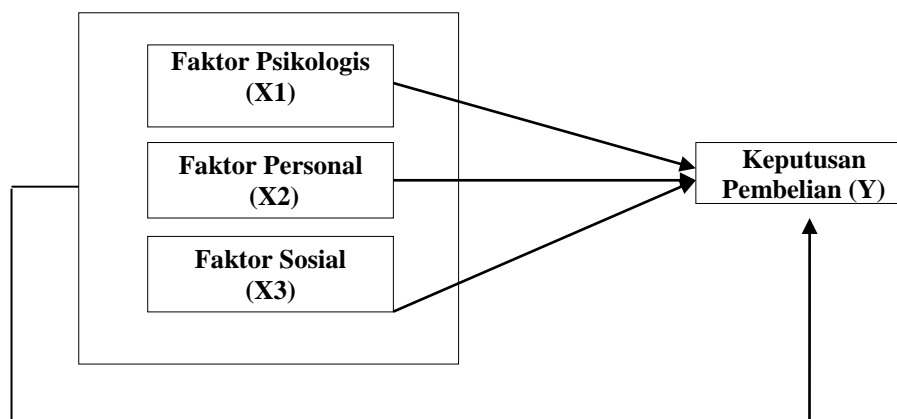 Faktor Psikologis
(X1)
Faktor Personal
(X2)
Faktor Sosial
(X3)
Keputusan
Pembelian (Y)